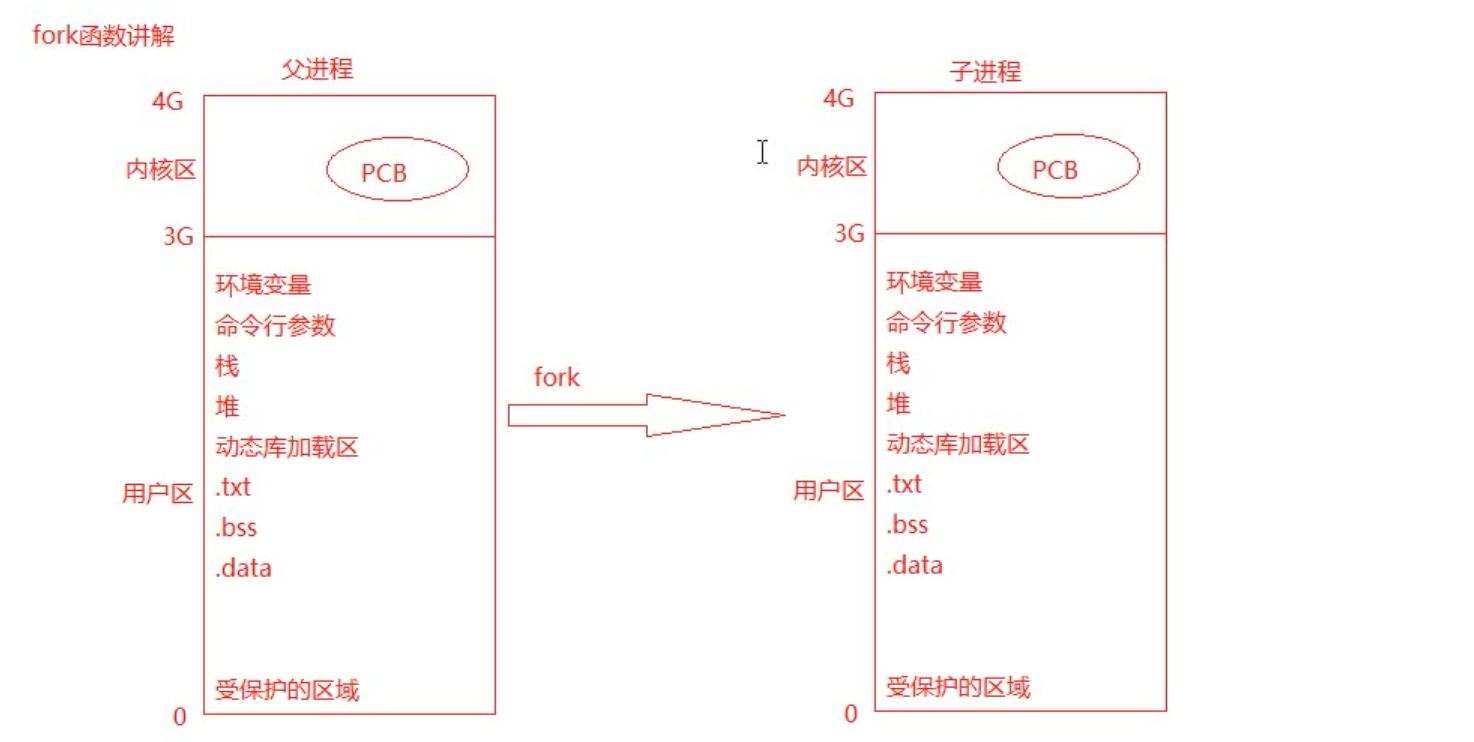 fork函数讲解
父进程
4G
内核区
PCB
3G
环境变量
命令行参数
栈
堆
动态库加载区
用户区
.txt
.bss
.data
受保护的区域
0
fork
子进程
4G
内核区
PCB
3G
环境变量
命令行参数
栈
堆
动态库加载区
用户区
.txt
.bss
.data
受保护的区域
0